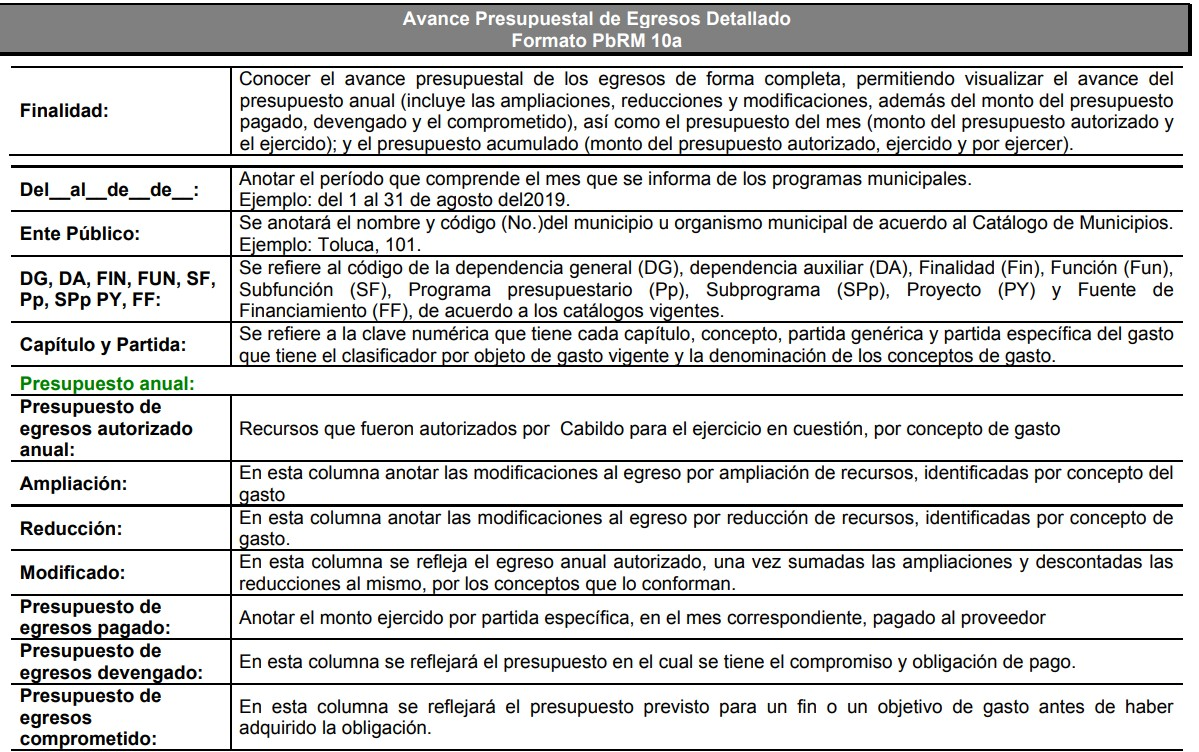 Avance Presupuestal de Egresos Detallado
Formato PbRM 10a
Finalidad:
Conocer el avance presupuestal de los egresos de forma completa, permitiendo visualizar el avance del
presupuesto anual (incluye las ampliaciones, reducciones y modificaciones, además del monto del presupuesto
pagado, devengado y el comprometido), así como el presupuesto del mes (monto del presupuesto autorizado y
el ejercido); y el presupuesto acumulado (monto del presupuesto autorizado, ejercido y por ejercer).
Del__al__de__de__:
Anotar el período que comprende el mes que se informa de los programas municipales.
Ejemplo: del 1 al 31 de agosto del2019.
Ente Público:
Se anotará el nombre y código (No.)del municipio u organismo municipal de acuerdo al Catálogo de Municipios.
Ejemplo: Toluca, 101.
DG, DA, FIN, FUN, SF,
Pp, SPp PY, FF:
Se refiere al código de la dependencia general (DG), dependencia auxiliar (DA), Finalidad (Fin), Función (Fun),
Subfunción (SF), Programa presupuestario (Pp), Subprograma (SPp), Proyecto (PY) y Fuente de
Financiamiento (FF), de acuerdo a los catálogos vigentes.
Capítulo y Partida:
Se refiere a la clave numérica que tiene cada capítulo, concepto, partida genérica y partida específica del gasto
que tiene el clasificador por objeto de gasto vigente y la denominación de los conceptos de gasto.
Presupuesto anual:
Presupuesto de
egresos autorizado
anual:
Recursos que fueron autorizados por  Cabildo para el ejercicio en cuestión, por concepto de gasto
Ampliación:
En esta columna anotar las modificaciones al egreso por ampliación de recursos, identificadas por concepto del
gasto
Reducción:
En esta columna anotar las modificaciones al egreso por reducción de recursos, identificadas por concepto de
gasto.
Modificado:
En esta columna se refleja el egreso anual autorizado, una vez sumadas las ampliaciones y descontadas las
reducciones al mismo, por los conceptos que lo conforman.
Presupuesto de
egresos pagado:
Anotar el monto ejercido por partida específica, en el mes correspondiente, pagado al proveedor
Presupuesto de
egresos devengado:
En esta columna se reflejará el presupuesto en el cual se tiene el compromiso y obligación de pago.
Presupuesto de
egresos
comprometido:
En esta columna se reflejará el presupuesto previsto para un fin o un objetivo de gasto antes de haber
adquirido la obligación.